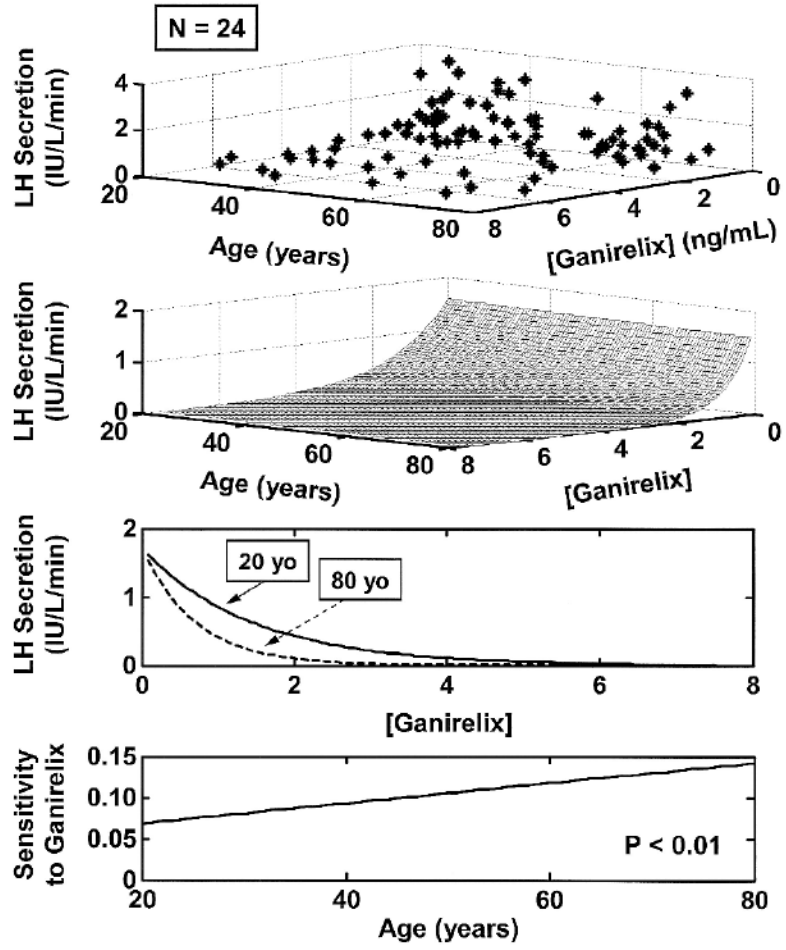 N = 24
LH Secretion
(IU/L/min)
4
2
0
20
40
60
80
8
6
4
2
0
Age (years)
[Ganirelix] (ng/mL)
LH Secretion
(IU/L/min)
2
1
0
20
40
60
80
8
6
4
2
0
Age (years)
[Ganirelix]
LH Secretion
(IU/L/min)
2
1
0
20 yo
80 yo
0
2
4
6
8
[Ganirelix]
Sensitivity
to Ganirelix
0.15
0.10
0.05
0
P < 0.01
20
40
60
80
Age (years)